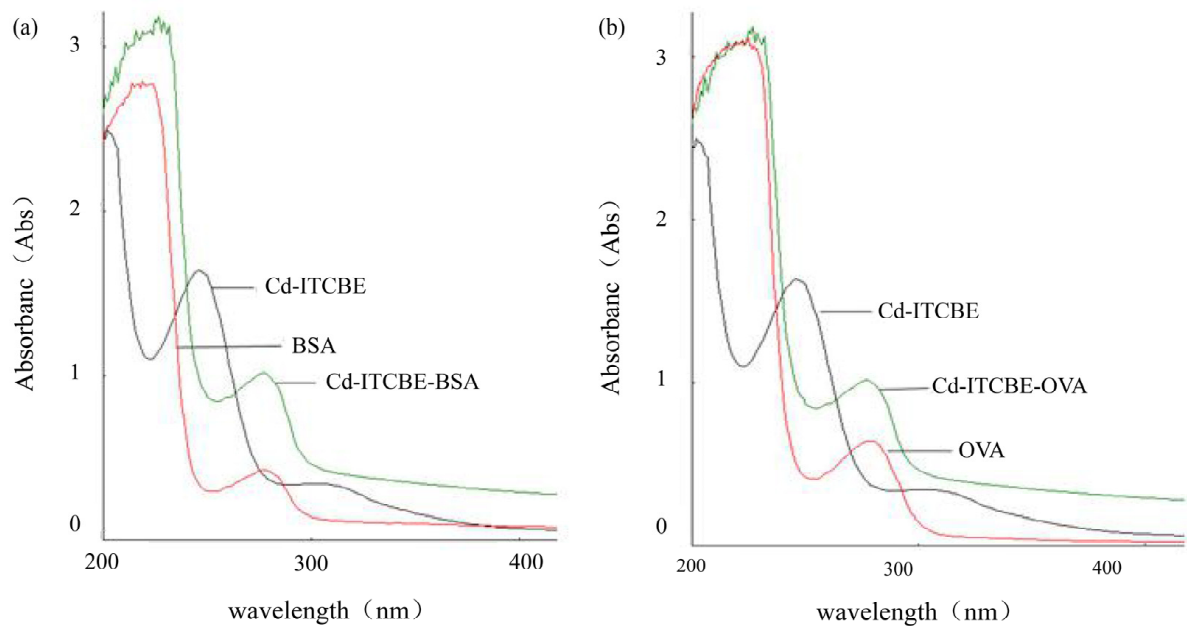 (a)
3
2
1
0
Absorbanc（Abs）
Cd-ITCBE
BSA
Cd-ITCBE-BSA
200
300
400
wavelength（nm）
(b)
3
2
1
0
Absorbanc（Abs）
Cd-ITCBE
Cd-ITCBE-OVA
OVA
200
300
400
wavelength（nm）